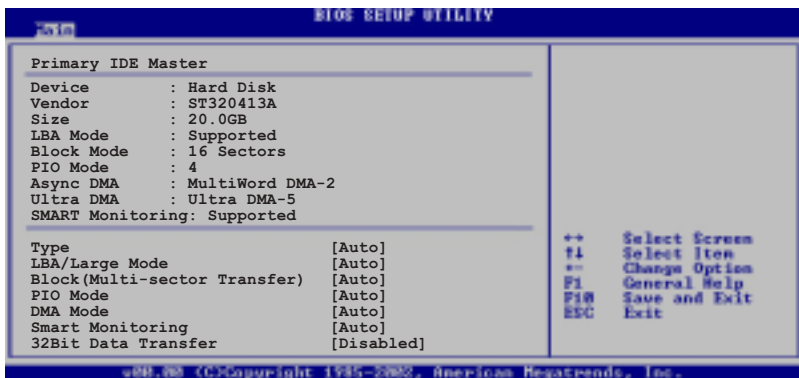 BIOS SETUP UTILITY
Main
Primary IDE Master
Device : Hard Disk
Vendor : ST320413A
Size : 20.0GB
LBA Mode : Supported
Block Mode : 16 Sectors
PIO Mode : 4
Async DMA : MultiWord DMA-2
Ultra DMA : Ultra DMA-5
SMART Monitoring: Supported
Type [Auto]
LBA/Large Mode [Auto]
Block(Multi-sector Transfer) [Auto]
PIO Mode [Auto]
DMA Mode [Auto]
Smart Monitoring [Auto]
32Bit Data Transfer [Disabled]
↔ Select Screen
↑↓ Select Item
+- Change Option
F1 General Help
F10 Save and Exit
ESC Exit
v00.00 (C)Copyright 1985-2002, American Megatrends, Inc.